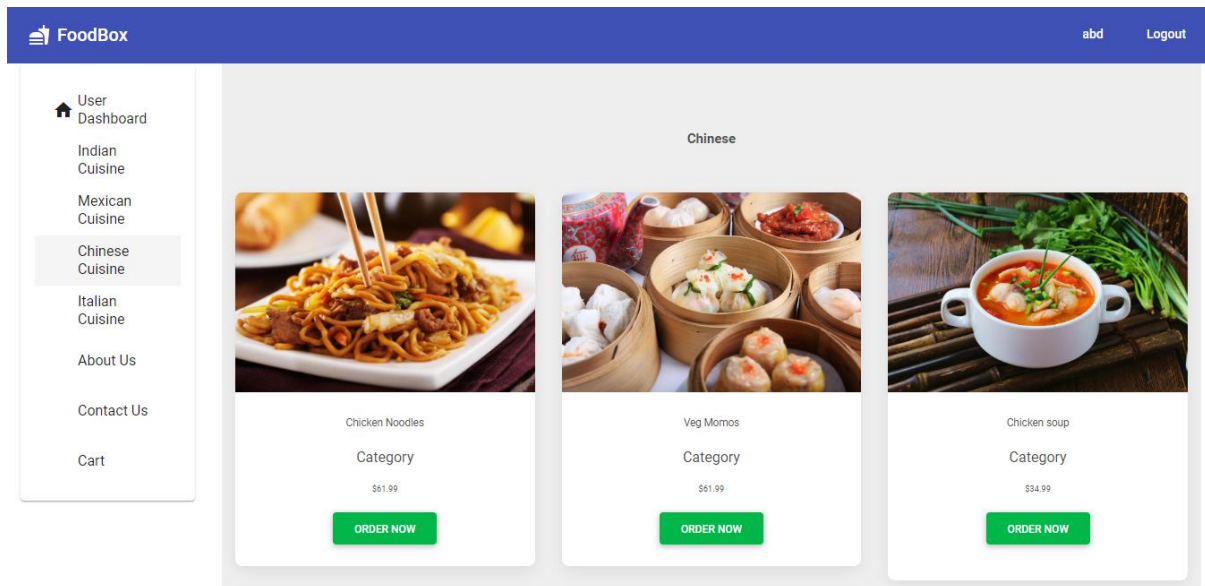 FoodBox
abd
Logout
User
Dashboard
Indian
Cuisine
Mexican
Cuisine
Chinese
Cuisine
Italian
Cuisine
About Us
Contact Us
Cart
Chinese
Chicken Noodles
Category
$61.99
ORDER NOW
Veg Momos
Category
$61.99
ORDER NOW
Chicken soup
Category
$34.99
ORDER NOW